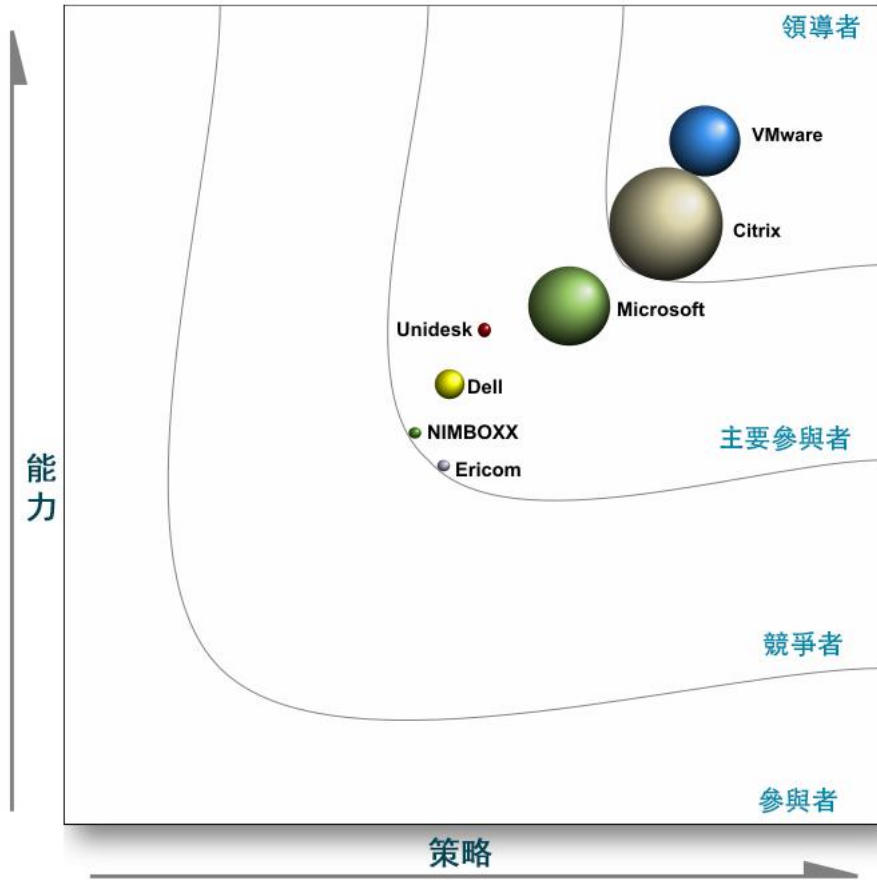 領導者
VMware
Citrix
Microsoft
Unidesk
Dell
NIMBOXX
主要參與者
Ericom
能力
競爭者
參與者
策略